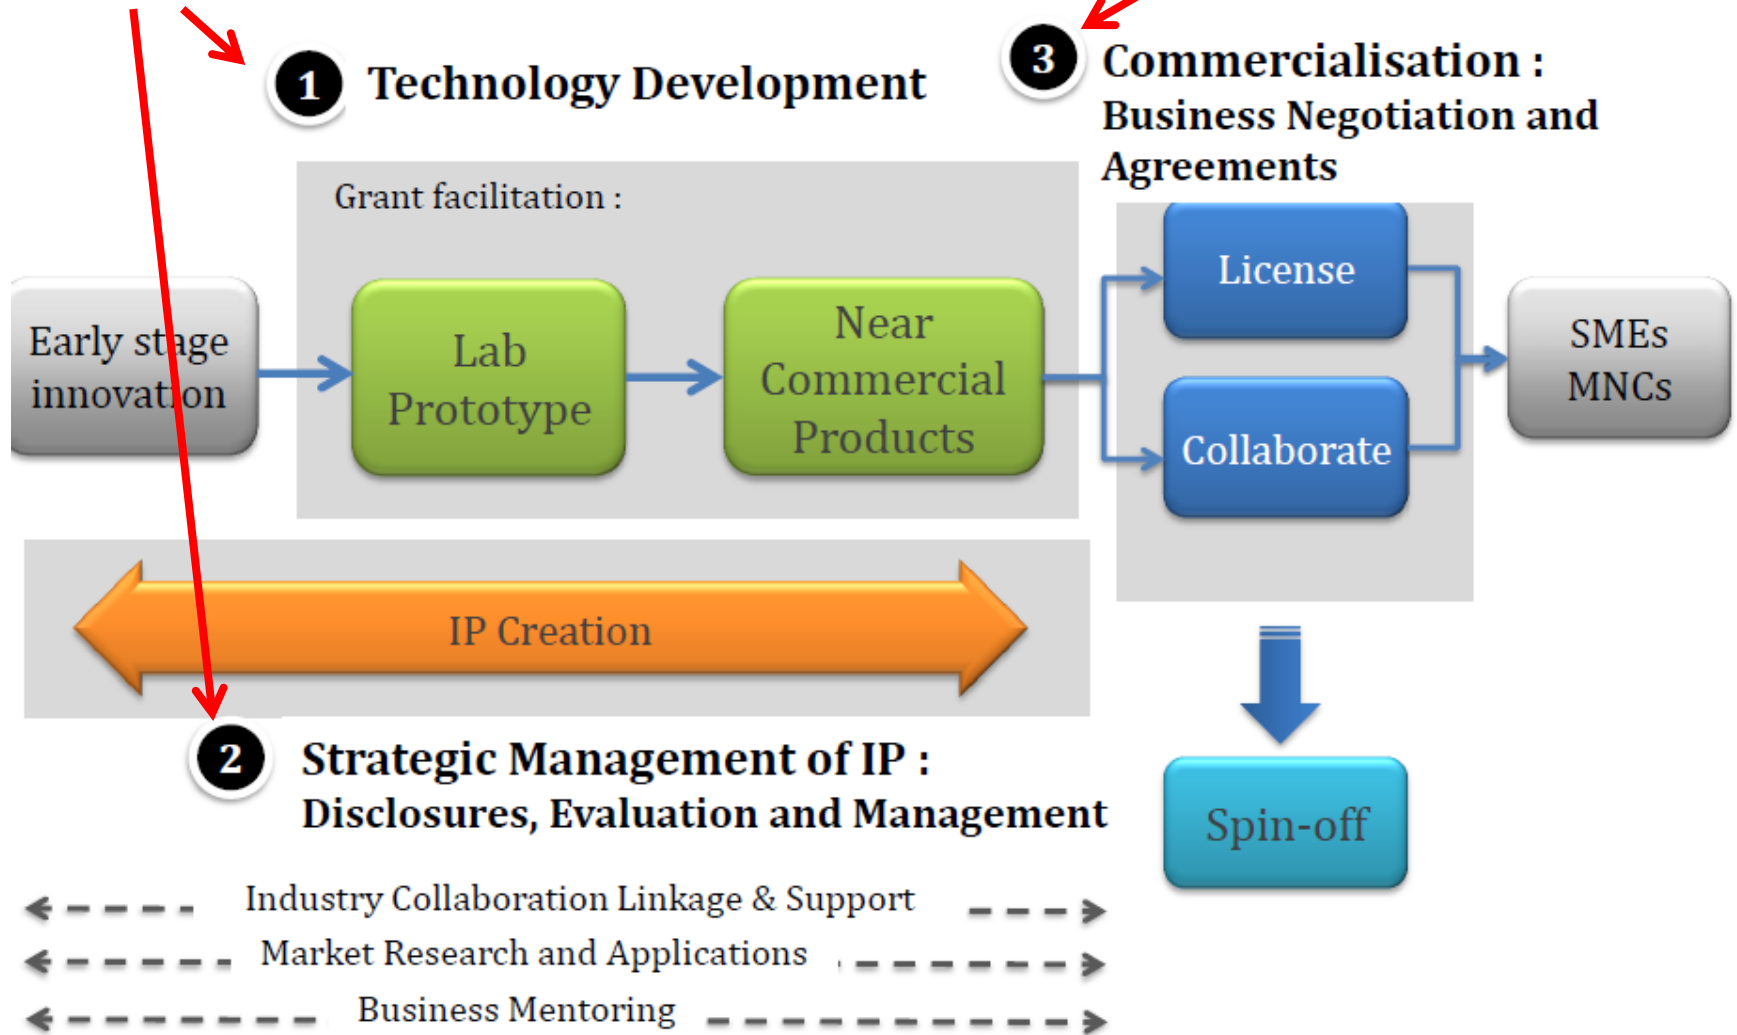 1 Technology Development
3 Commercialisation :
Business Negotiation and
Agreements
Grant facilitation :
Early stage
innovation
Lab
Prototype
Near
Commercial
Products
License
Collaborate
SMEs
MNCs
IP Creation
2 Strategic Management of IP :
Disclosures, Evaluation and Management
Spin-off
Industry Collaboration Linkage & Support
Market Research and Applications
Business Mentoring